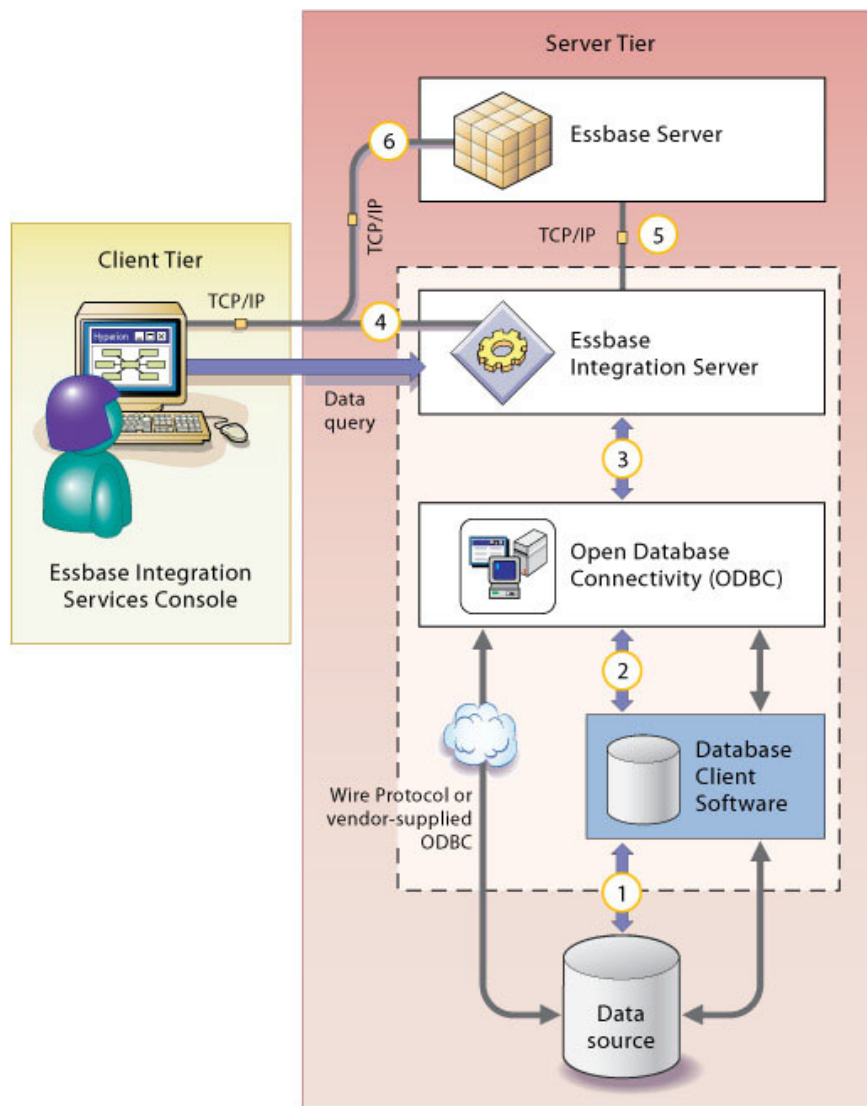 Server Tier
Essbase Server
6
TCP/IP
TCP/IP
5
Client Tier
TCP/IP
4
Hyperion
Essbase
Integration Server
Data
query
3
Essbase Integration
Services Console
Open Database
Connectivity (ODBC)
2
Database
Client
Software
Wire Protocol or
vendor-supplied
ODBC
1
Data
source